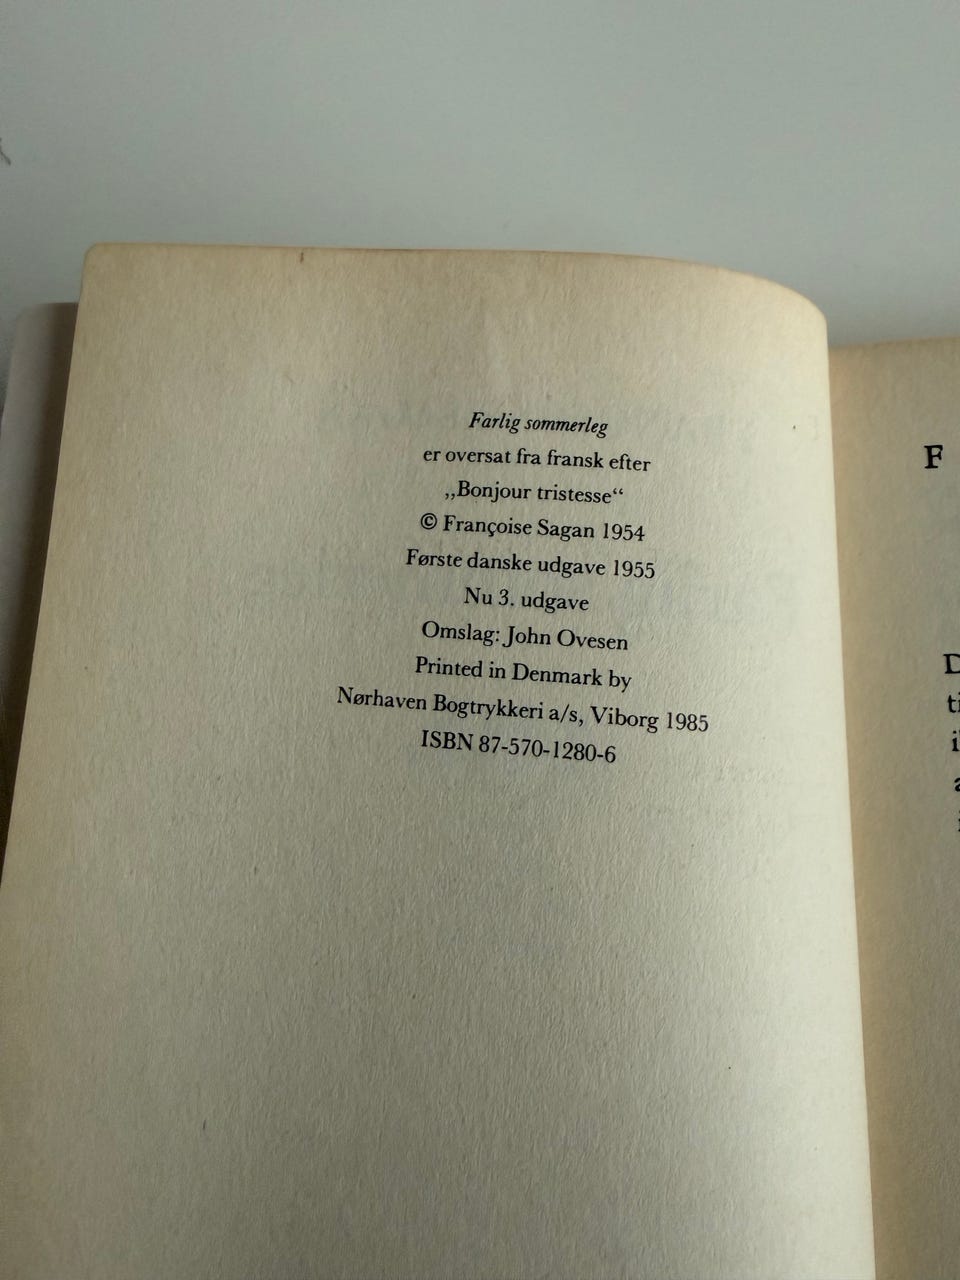 Farlig sommerleg
er oversat fra fransk efter
„Bonjour tristesse“
© Françoise Sagan 1954
Første danske udgave 1955
Nu 3. udgave
Omslag: John Ovesen
Printed in Denmark by
Nørhaven Bogtrykkeri a/s, Viborg 1985
ISBN 87-570-1280-6